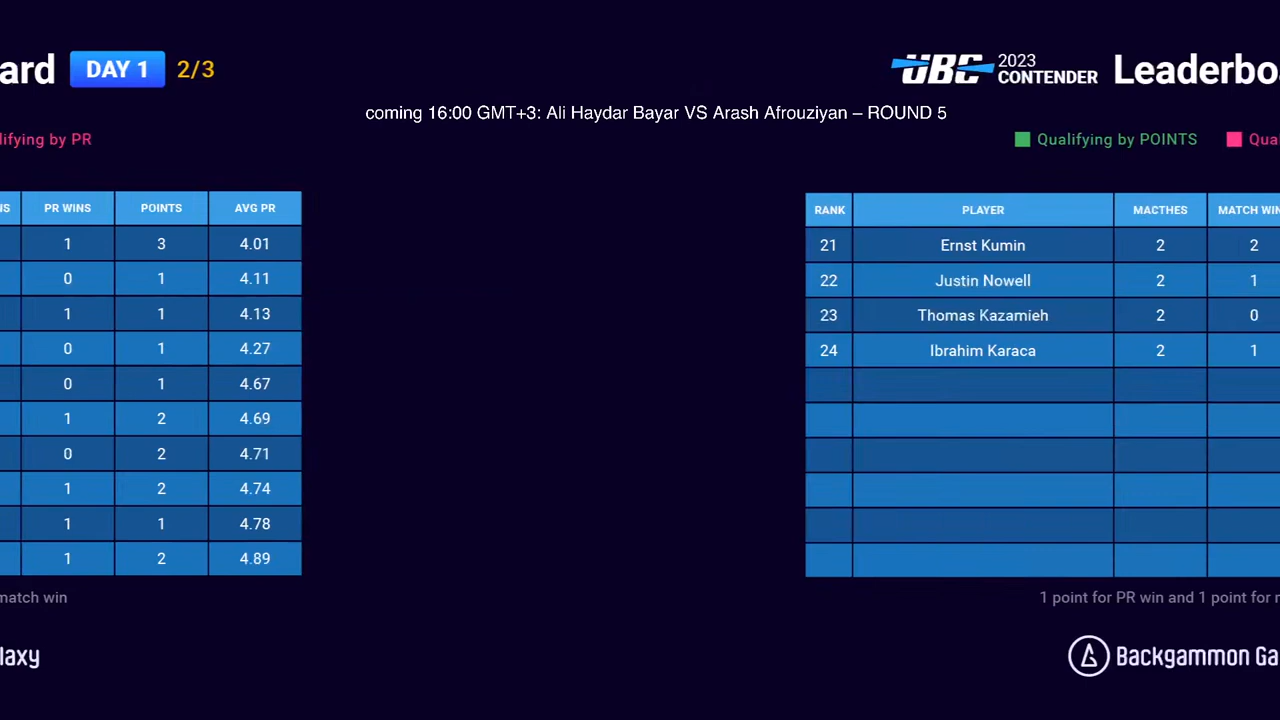 ard DAY 1 2/3
UBC 2023 CONTENDER Leaderbo
coming 16:00 GMT+3: Ali Haydar Bayar VS Arash Afrouziyan – ROUND 5
lifying by PR
Qualifying by POINTS Qua
NS PR WINS POINTS AVG PR
1 3 4.01
0 1 4.11
1 1 4.13
0 1 4.27
0 1 4.67
1 2 4.69
0 2 4.71
1 2 4.74
1 1 4.78
1 2 4.89
match win
laxy
RANK PLAYER MACTHES MATCH WIN
21 Ernst Kumin 2 2
22 Justin Nowell 2 1
23 Thomas Kazamieh 2 0
24 Ibrahim Karaca 2 1
1 point for PR win and 1 point for
Backgammon Ga